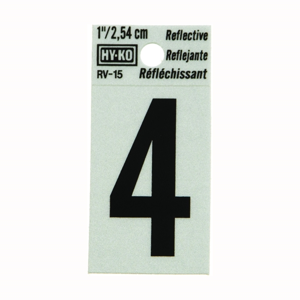 1"/2,54 cm Reflective
HY-KO Reflejante
RV-15 Réfléchissant
4